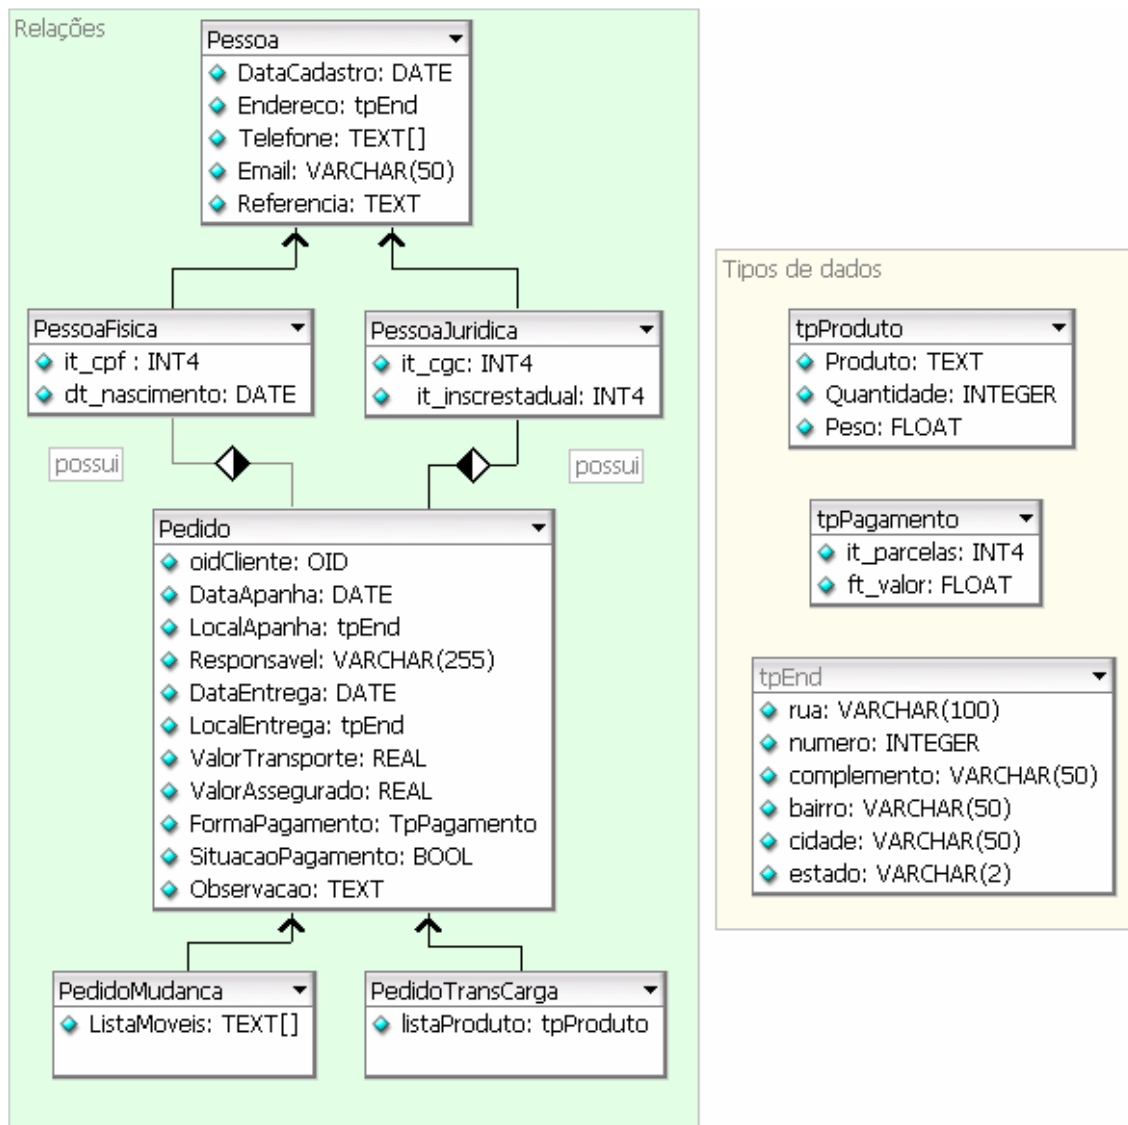 Relações
Pessoa
DataCadastro: DATE
Endereco: tpEnd
Telefone: TEXT[]
Email: VARCHAR(50)
Referencia: TEXT
PessoaFisica
it_cpf : INT4
dt_nascimento: DATE
PessoaJuridica
it_cgc: INT4
it_inscrestadual: INT4
possui
possui
Pedido
oidCliente: OID
DataApanha: DATE
LocalApanha: tpEnd
Responsavel: VARCHAR(255)
DataEntrega: DATE
LocalEntrega: tpEnd
ValorTransporte: REAL
ValorAssegurado: REAL
FormaPagamento: TpPagamento
SituacaoPagamento: BOOL
Observacao: TEXT
PedidoMudanca
ListaMoveis: TEXT[]
PedidoTransCarga
listaProduto: tpProduto
Tipos de dados
tpProduto
Produto: TEXT
Quantidade: INTEGER
Peso: FLOAT
tpPagamento
it_parcelas: INT4
ft_valor: FLOAT
tpEnd
rua: VARCHAR(100)
numero: INTEGER
complemento: VARCHAR(50)
bairro: VARCHAR(50)
cidade: VARCHAR(50)
estado: VARCHAR(2)